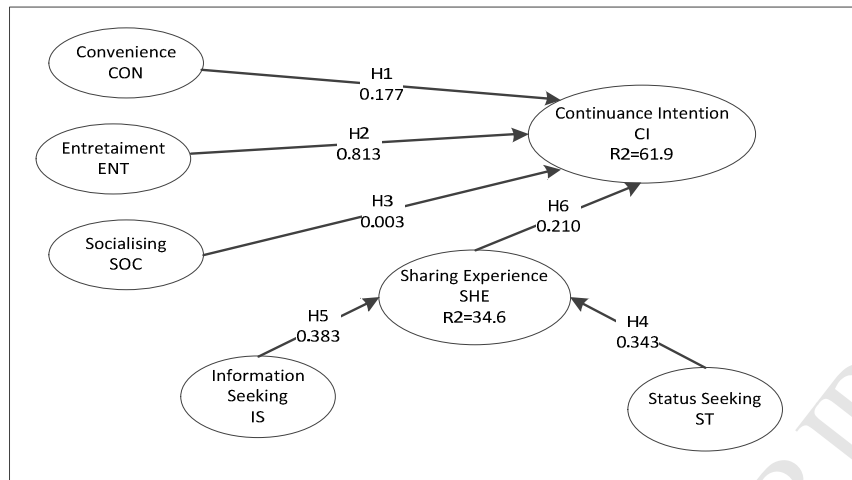 Convenience
CON
H1
0.177
Continuance Intention
CI
R2=61.9
Entretaiment
ENT
H2
0.813
H3
0.003
Socialising
SOC
H6
0.210
Sharing Experience
SHE
R2=34.6
H5
0.383
H4
0.343
Information
Seeking
IS
Status Seeking
ST